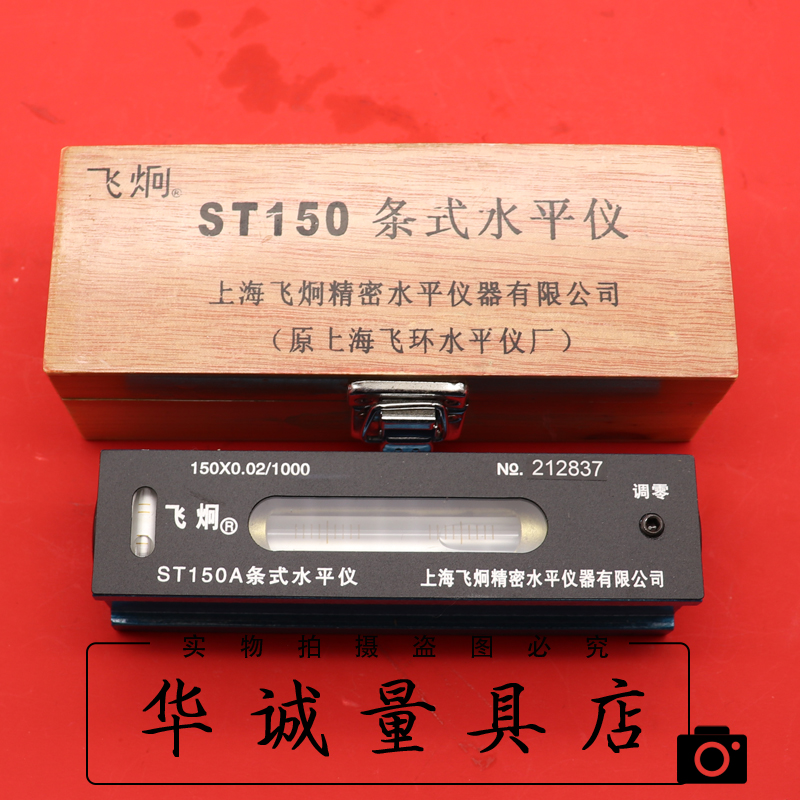 飞炯®
ST150 条式水平仪
上海飞炯精密水平仪器有限公司
（原上海飞环水平仪厂）
150X0.02/1000
No. 212837
调零
飞炯®
ST150A条式水平仪
上海飞炯精密水平仪器有限公司
实物拍摄盗图必究
华诚量具店